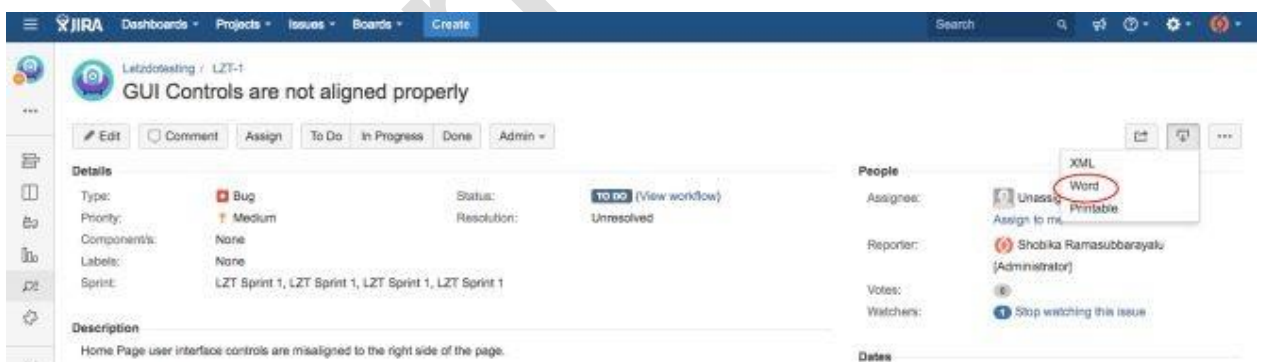 JIRA Dashboards Projects Issues Boards Create Search
Letzdotesting / LZT-1
GUI Controls are not aligned properly
Edit Comment Assign To Do In Progress Done Admin
Details
Type: Bug
Status: TO DO (View workflow)
Priority: Medium
Resolution: Unresolved
Component/s: None
Labels: None
Sprint: LZT Sprint 1, LZT Sprint 1, LZT Sprint 1, LZT Sprint 1
Description
Home Page user interface controls are misaligned to the right side of the page.
XML
Word
Printable
People
Assignee: Unassig
Assign to me
Reporter: Shobika Ramasubbarayalu
[Administrator]
Votes: 0
Watchers: 1 Stop watching this issue
Dates